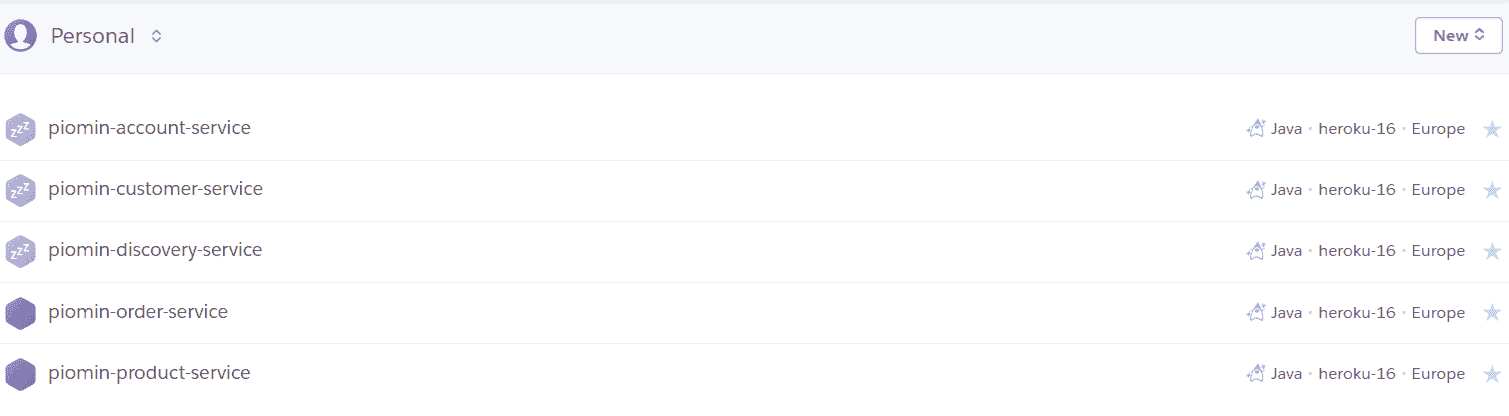 Personal New
zzz piomin-account-service Java • heroku-16 • Europe
zzz piomin-customer-service Java • heroku-16 • Europe
zzz piomin-discovery-service Java • heroku-16 • Europe
piomin-order-service Java • heroku-16 • Europe
piomin-product-service Java • heroku-16 • Europe